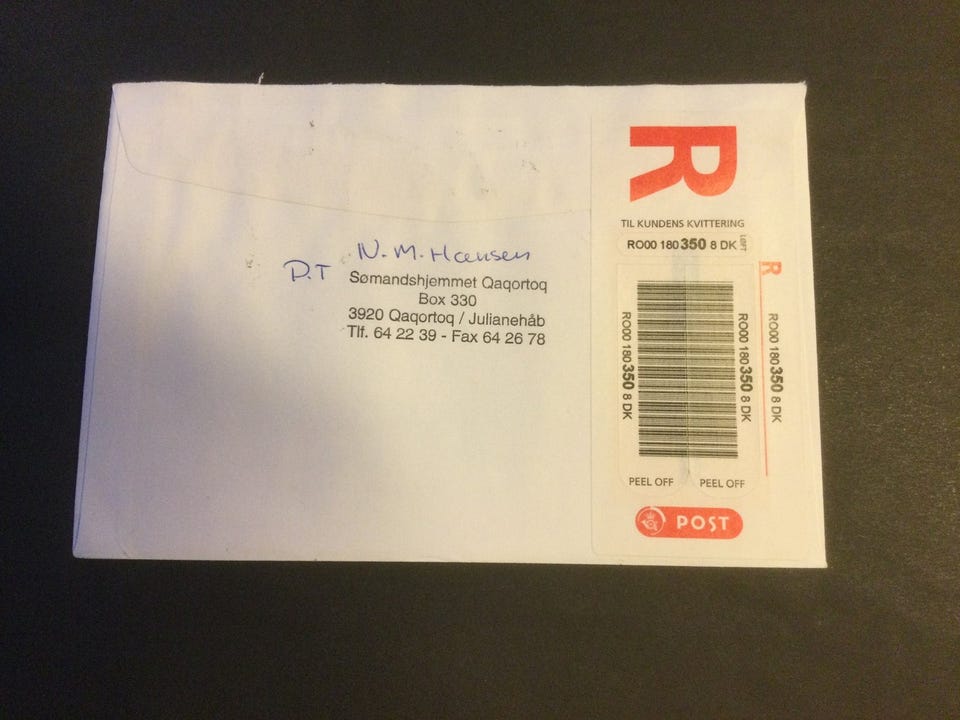 N. M. Hansen
D.T
Sømandshjemmet Qaqortoq
Box 330
3920 Qaqortoq / Julianehåb
Tlf. 64 22 39 - Fax 64 26 78
R
TIL KUNDENS KVITTERING
RO00 180 350 8 DK
LØFT
R
RO00 180 350 8 DK
RO00 180 350 8 DK
RO00 180 350 8 DK
PEEL OFF
PEEL OFF
POST